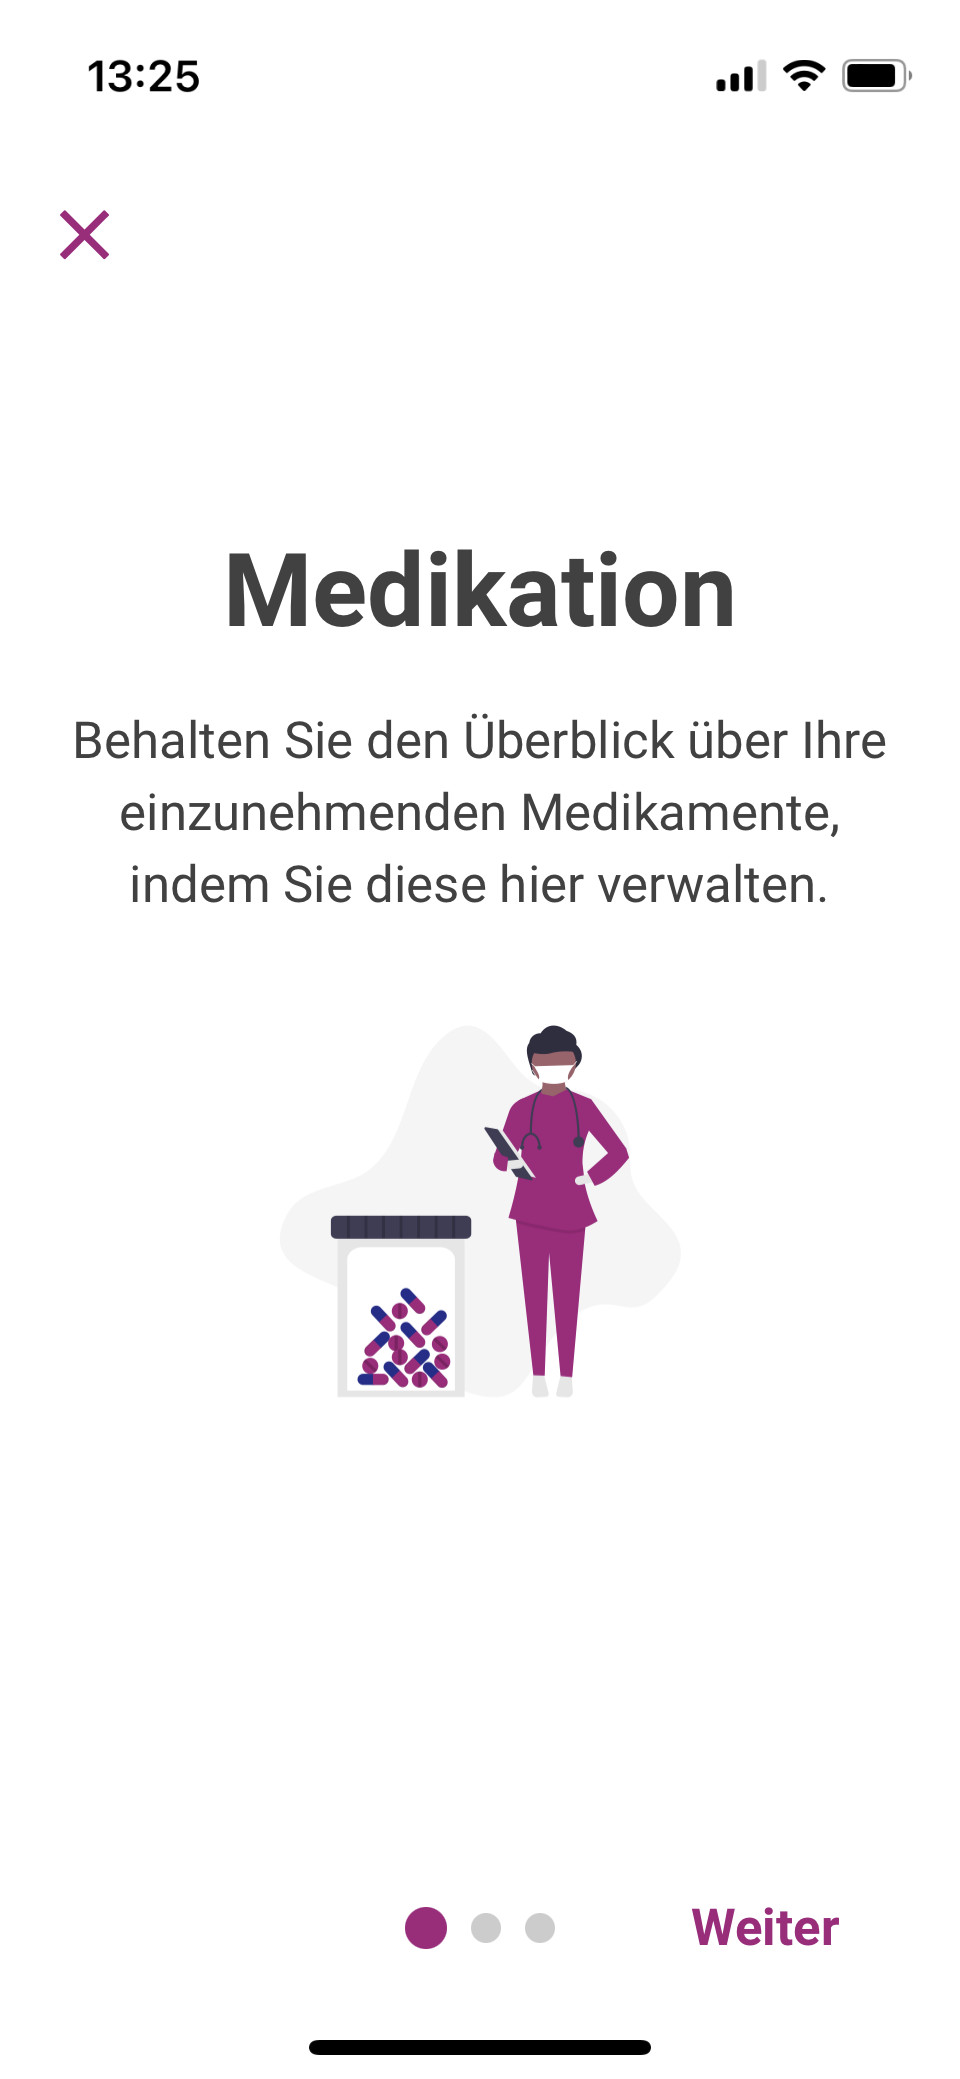 13:25
Medikation
Behalten Sie den Überblick über Ihre
einzunehmenden Medikamente,
indem Sie diese hier verwalten.
Weiter